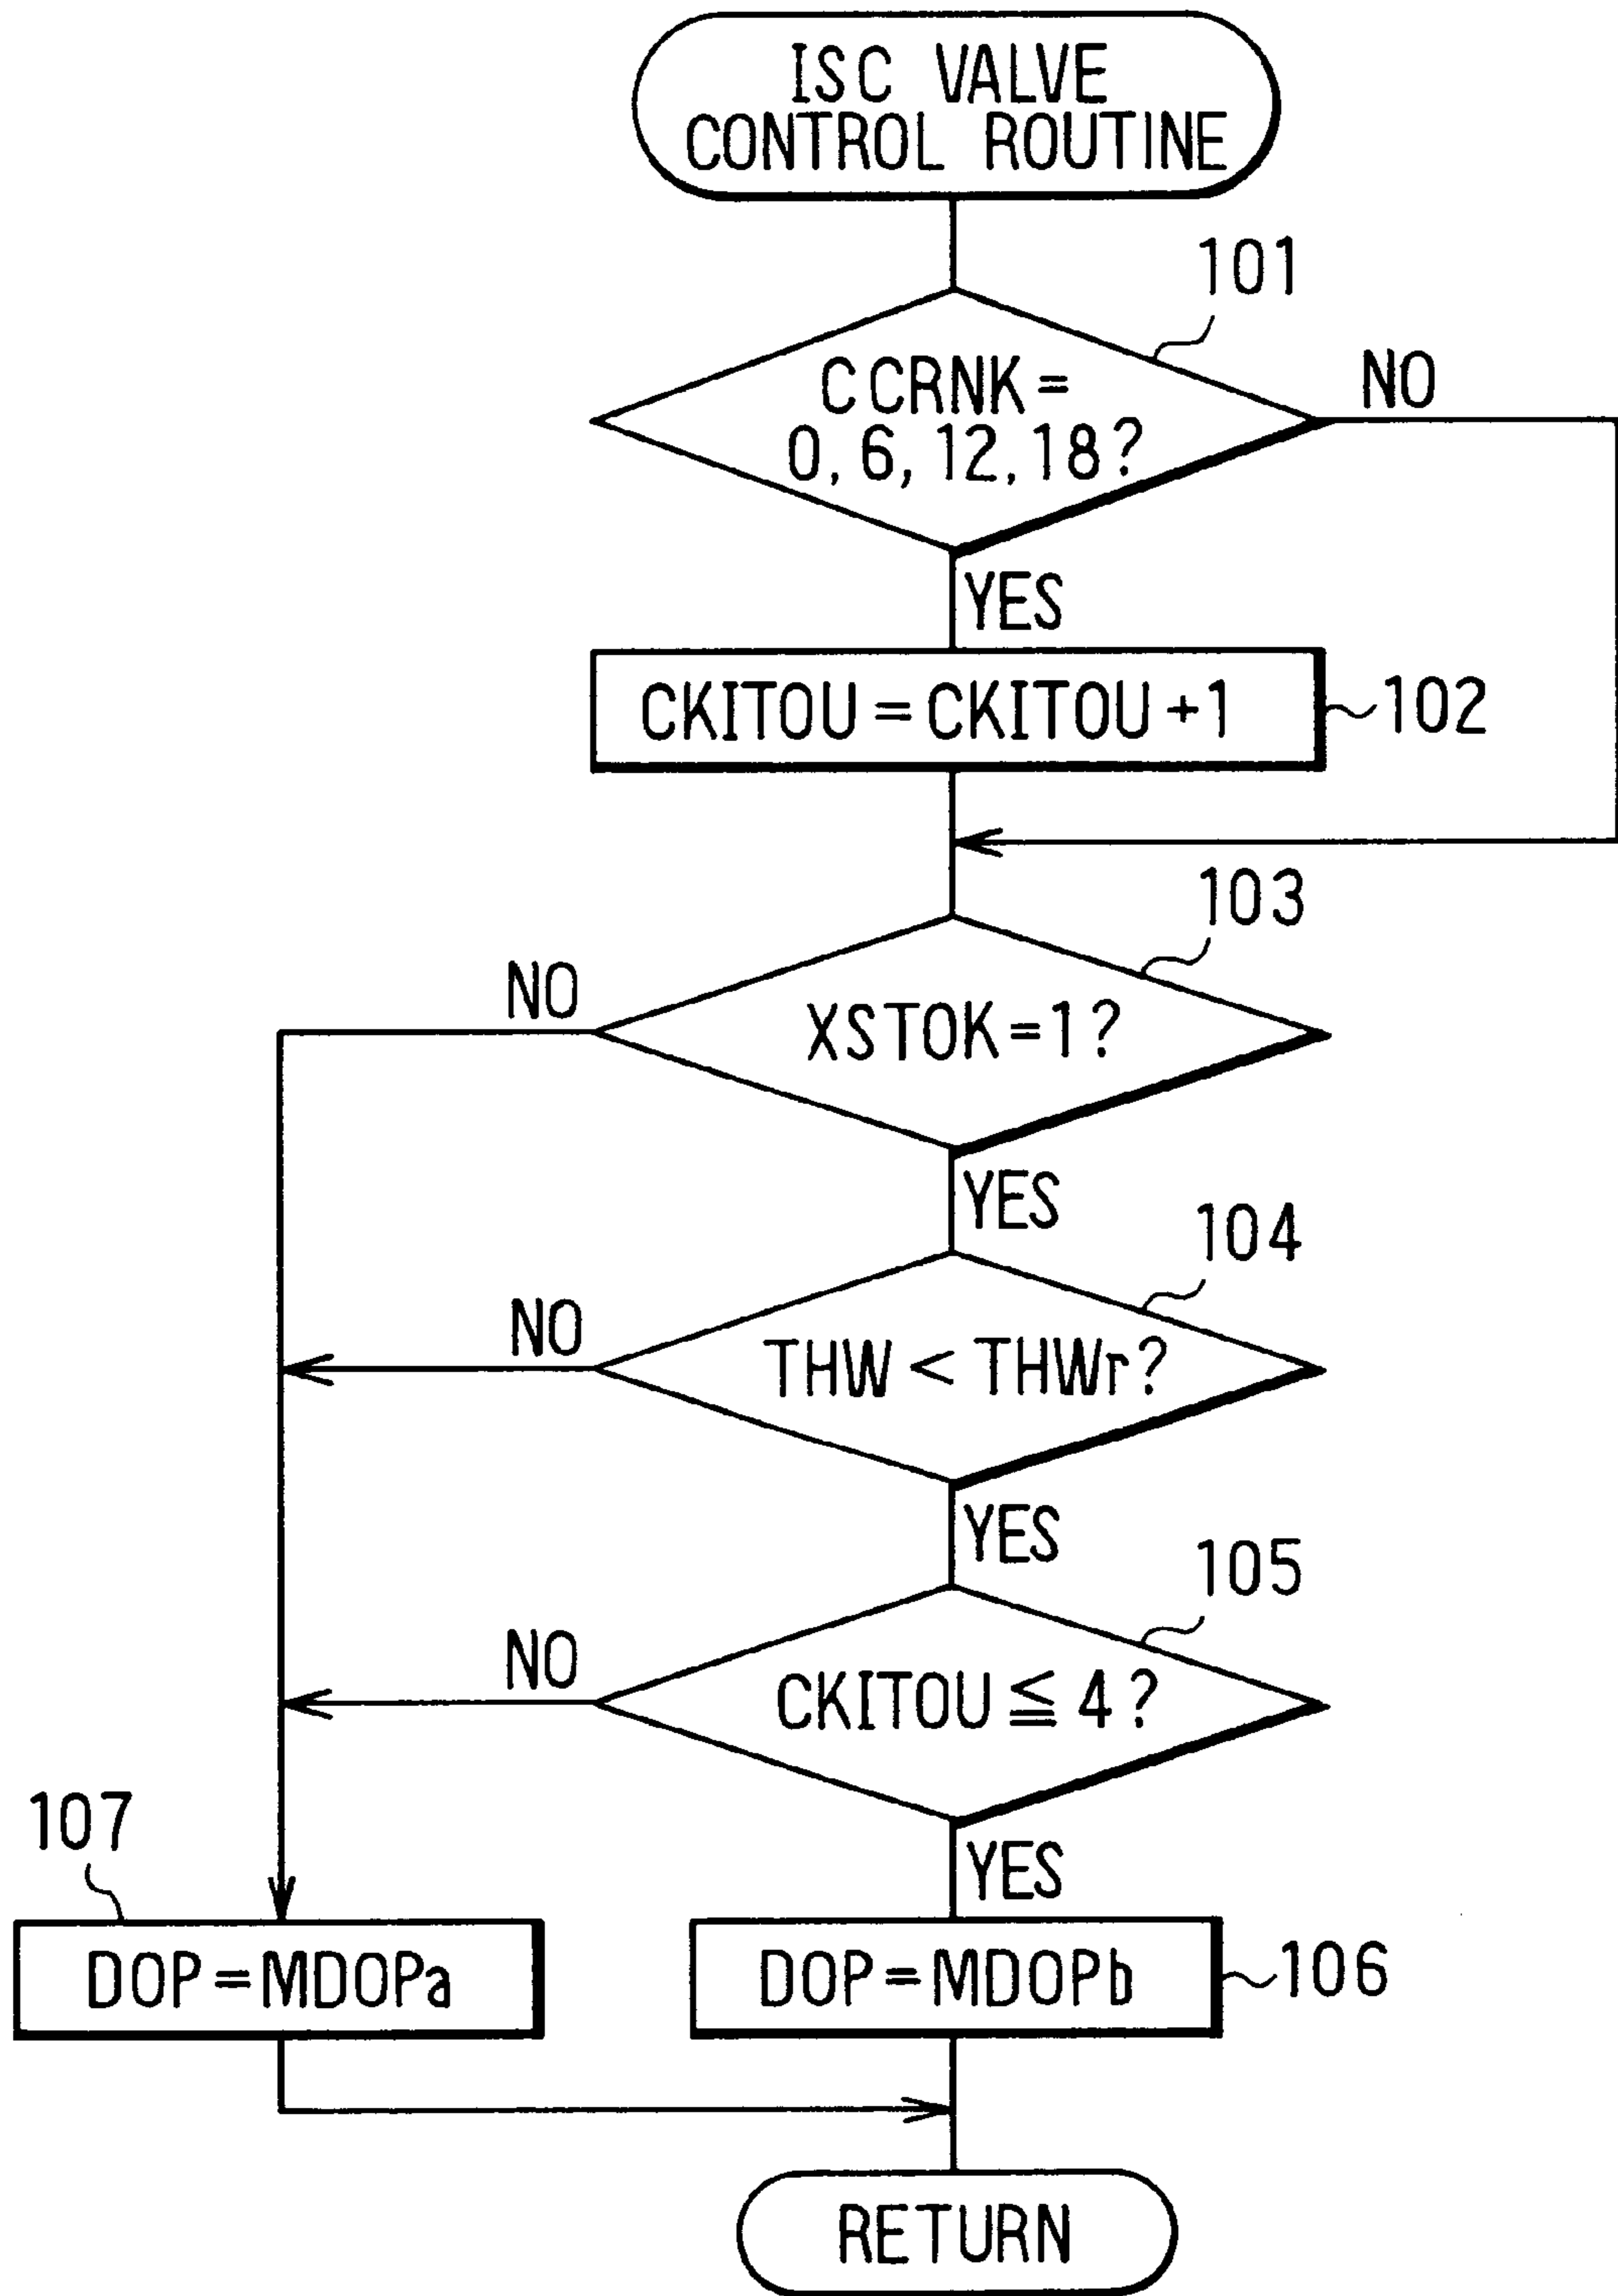 ISC VALVE
CONTROL ROUTINE
101
CCRNK =
0, 6, 12, 18?
NO
YES
CKITOU = CKITOU + 1
102
103
NO
XSTOK = 1?
YES
104
NO
THW < THWr?
YES
105
NO
CKITOU ≦ 4?
YES
107
DOP = MDOPa
DOP = MDOPb
106
RETURN